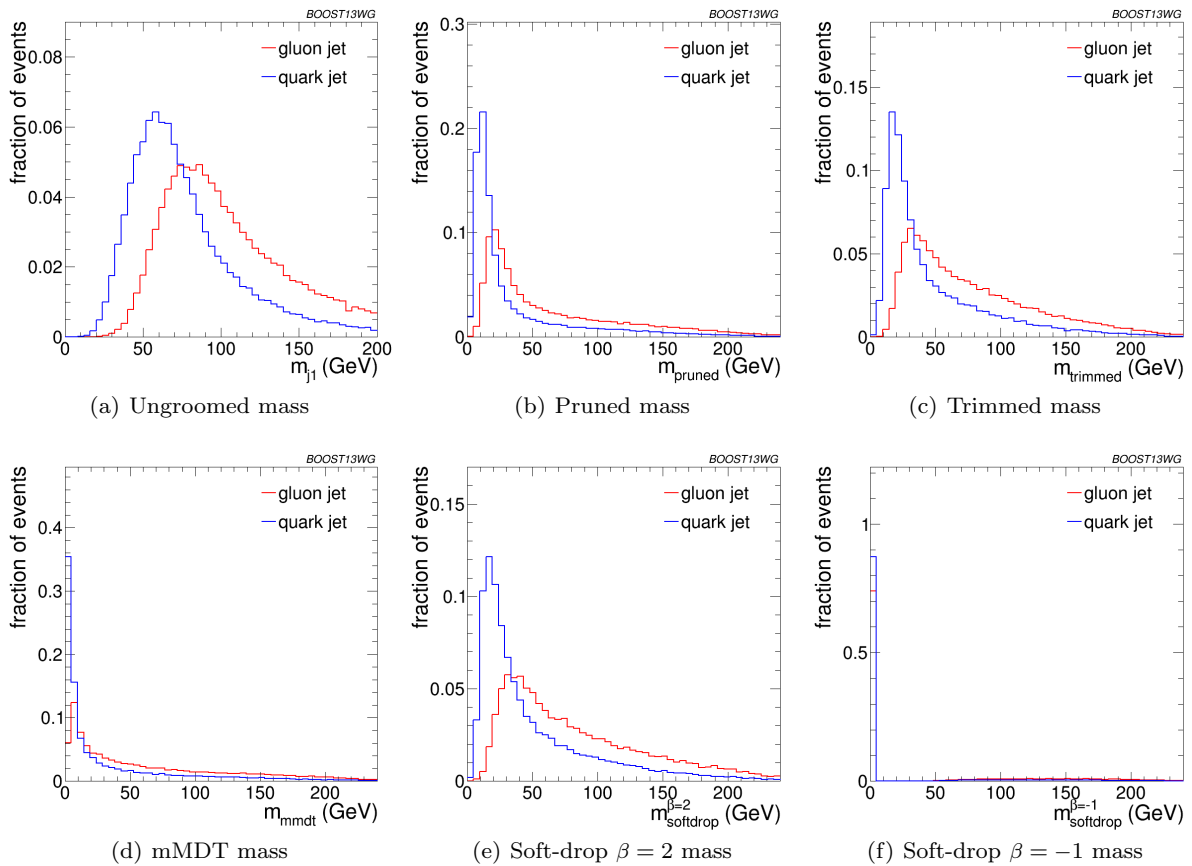 BOOST13WG
fraction of events
0.08
0.06
0.04
0.02
0
gluon jet
quark jet
0 50 100 150 200
m_j1 (GeV)
(a) Ungroomed mass
BOOST13WG
fraction of events
0.3
0.2
0.1
0
gluon jet
quark jet
0 50 100 150 200
m_pruned (GeV)
(b) Pruned mass
BOOST13WG
fraction of events
0.15
0.1
0.05
0
gluon jet
quark jet
0 50 100 150 200
m_trimmed (GeV)
(c) Trimmed mass
BOOST13WG
fraction of events
0.4
0.3
0.2
0.1
0
gluon jet
quark jet
0 50 100 150 200
m_mmdt (GeV)
(d) mMDT mass
BOOST13WG
fraction of events
0.15
0.1
0.05
0
gluon jet
quark jet
0 50 100 150 200
m^β=2_softdrop (GeV)
(e) Soft-drop β = 2 mass
BOOST13WG
fraction of events
1
0.5
0
gluon jet
quark jet
0 50 100 150 200
m^β=-1_softdrop (GeV)
(f) Soft-drop β = −1 mass